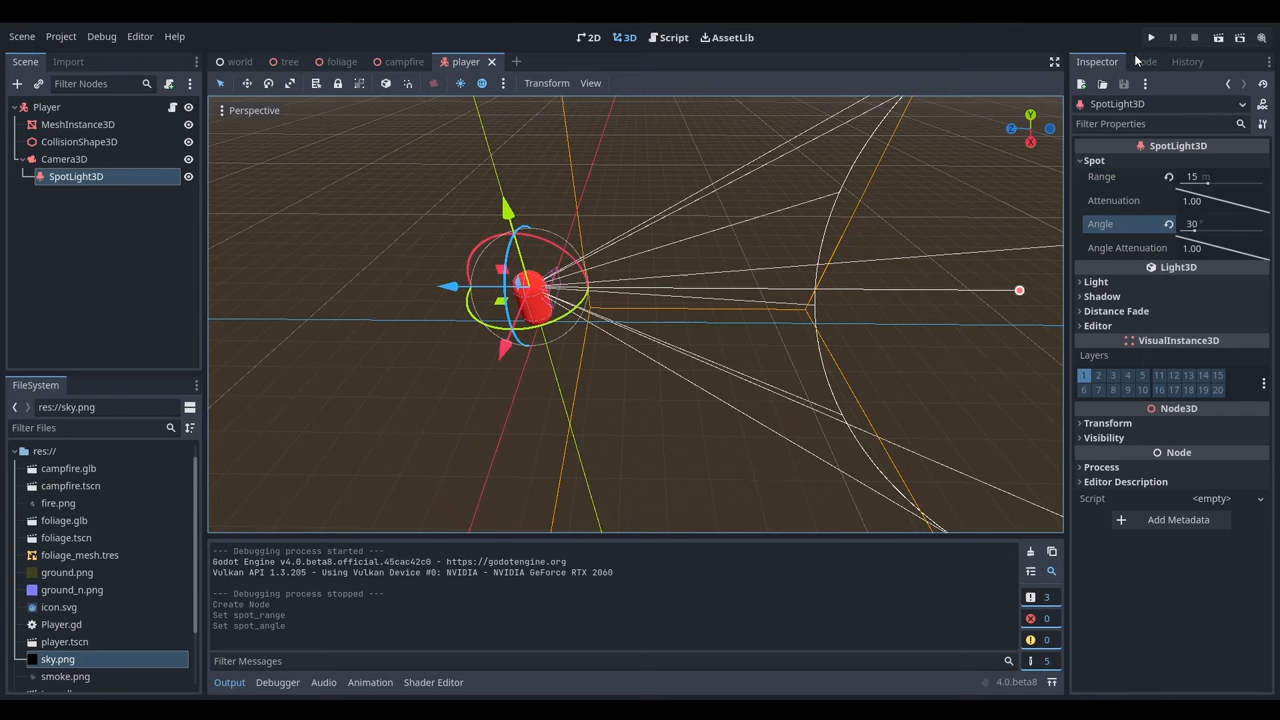 Scene Project Debug Editor Help
2D 3D Script AssetLib
Scene Import
world tree foliage campfire player
Inspector Node History
Filter Nodes
Transform View
Player
MeshInstance3D
CollisionShape3D
Camera3D
SpotLight3D
Perspective
Y
Z
X
SpotLight3D
Filter Properties
SpotLight3D
Spot
Range 15 m
Attenuation 1.00
Angle 30 °
Angle Attenuation 1.00
Light3D
Light
Shadow
Distance Fade
Editor
VisualInstance3D
Layers
1 2 3 4 5 11 12 13 14 15
6 7 8 9 10 16 17 18 19 20
Node3D
Transform
Visibility
Node
Process
Editor Description
Script <empty>
Add Metadata
FileSystem
res://sky.png
Filter Files
res://
campfire.glb
campfire.tscn
fire.png
foliage.glb
foliage.tscn
foliage_mesh.tres
ground.png
ground_n.png
icon.svg
Player.gd
player.tscn
sky.png
smoke.png
--- Debugging process started ---
Godot Engine v4.0.beta8.official.45cac42c0 - https://godotengine.org
Vulkan API 1.3.205 - Using Vulkan Device #0: NVIDIA - NVIDIA GeForce RTX 2060
--- Debugging process stopped ---
Create Node
Set spot_range
Set spot_angle
3
0
0
5
Filter Messages
Output Debugger Audio Animation Shader Editor
4.0.beta8